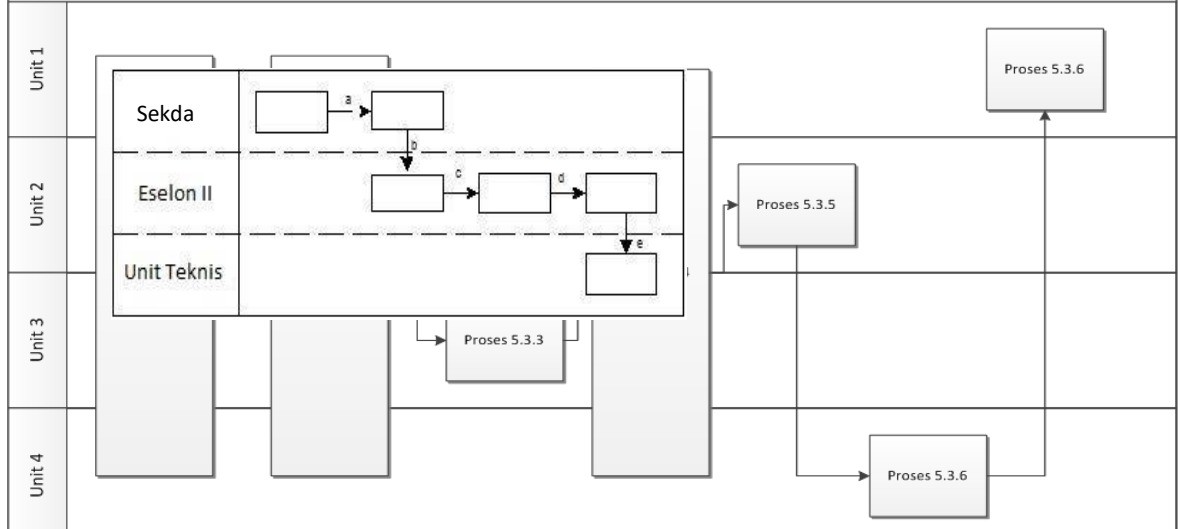 Unit 1
Proses 5.3.6
Sekda
a
b
Unit 2
Eselon II
c
d
Proses 5.3.5
e
Unit Teknis
Unit 3
Proses 5.3.3
Unit 4
Proses 5.3.6